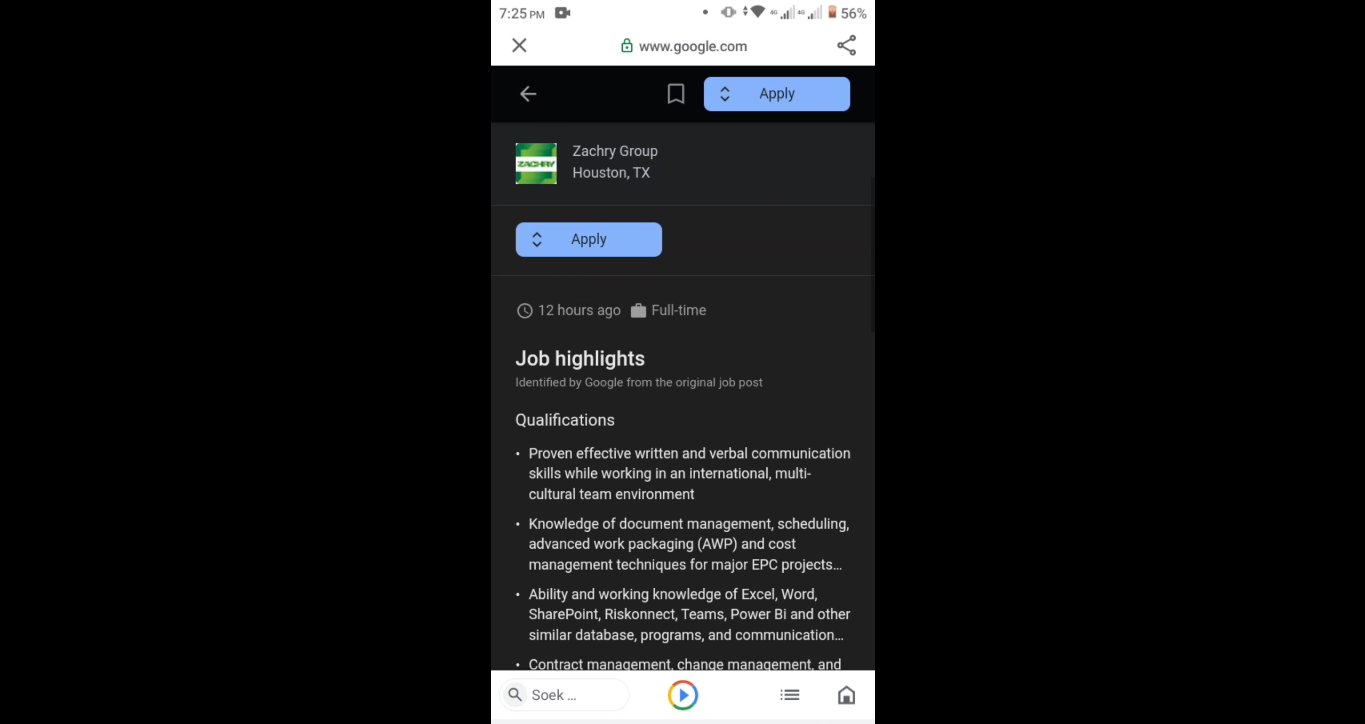 7:25 PM 4G 4G 56%
www.google.com
Apply
ZACHRY
Zachry Group
Houston, TX
Apply
12 hours ago Full-time
Job highlights
Identified by Google from the original job post
Qualifications
• Proven effective written and verbal communication
skills while working in an international, multi-
cultural team environment
• Knowledge of document management, scheduling,
advanced work packaging (AWP) and cost
management techniques for major EPC projects...
• Ability and working knowledge of Excel, Word,
SharePoint, Riskonnect, Teams, Power Bi and other
similar database, programs, and communication...
• Contract management, change management, and
Soek ...